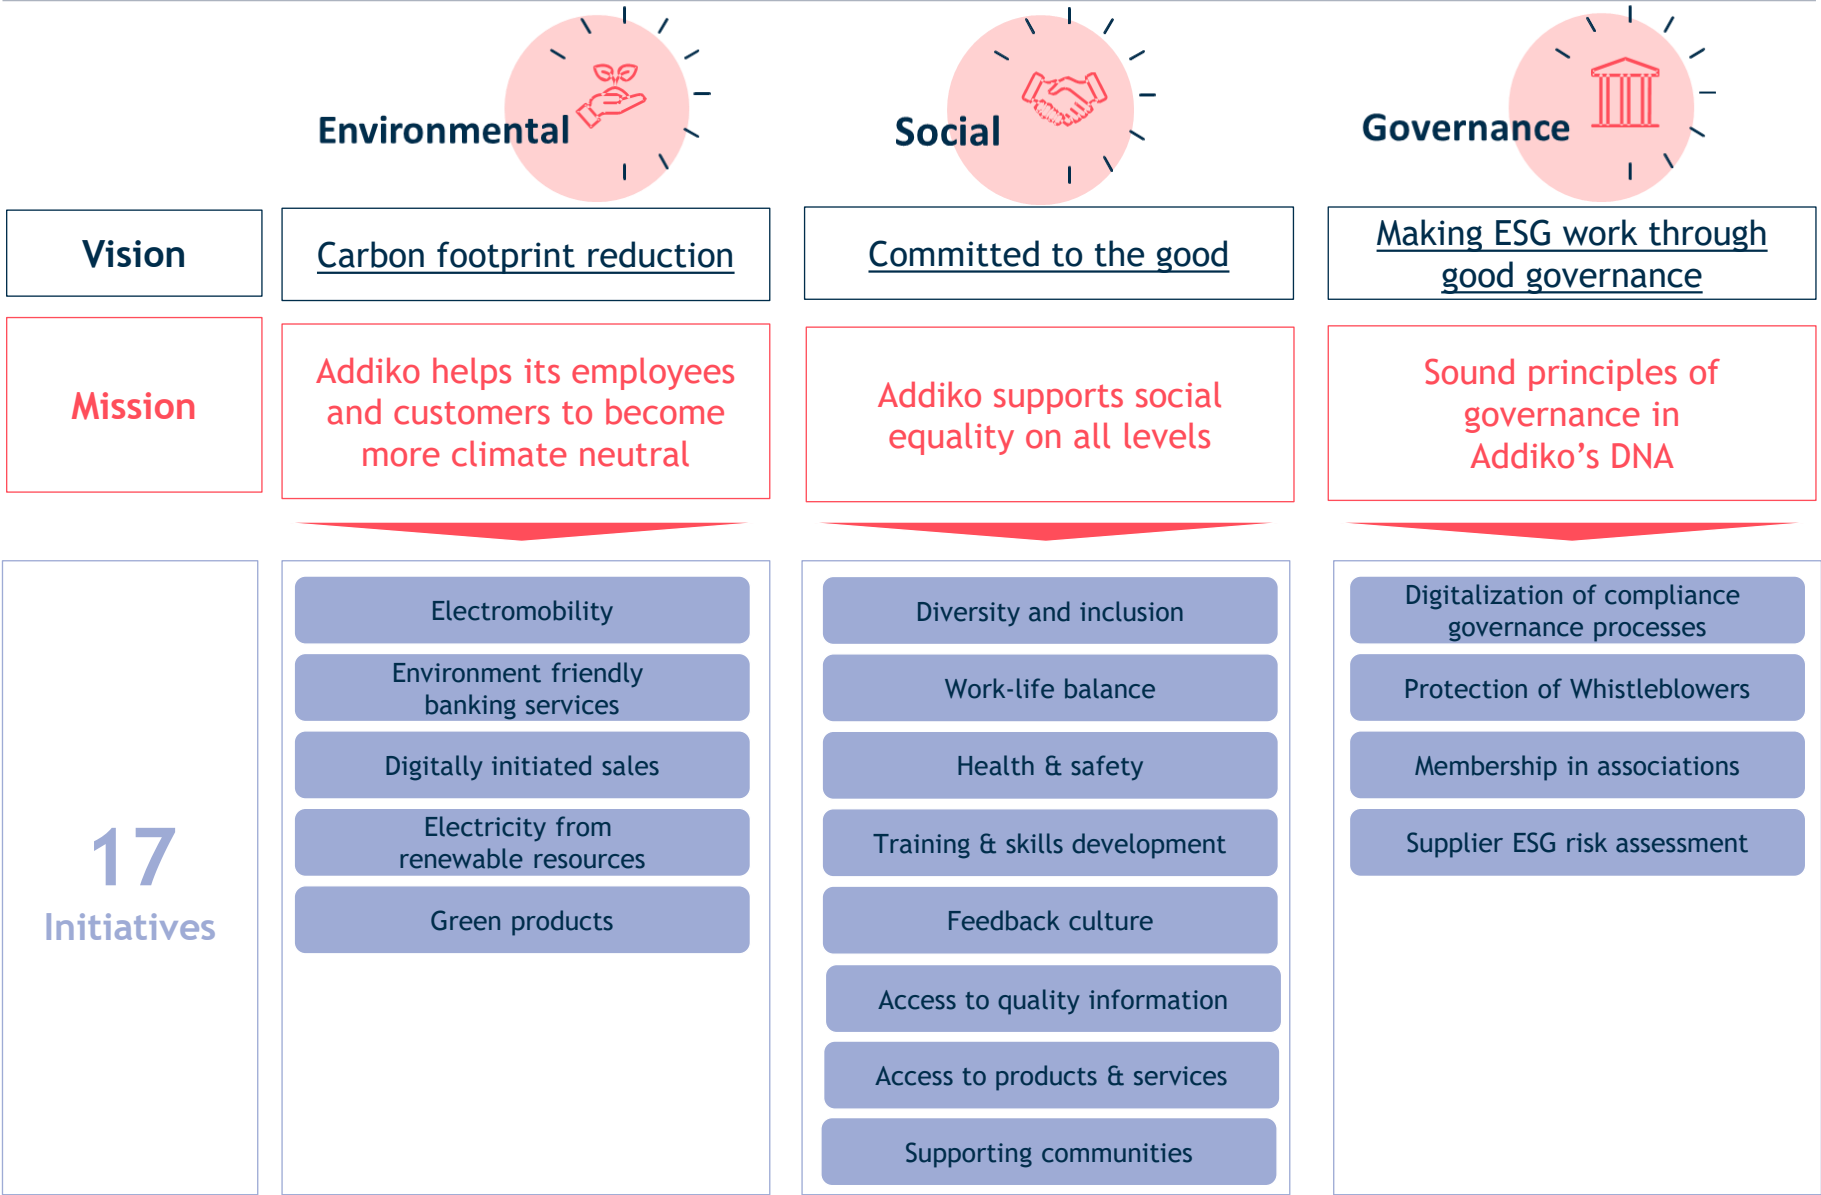 Environmental
Social
Governance
Vision
Carbon footprint reduction
Committed to the good
Making ESG work through
good governance
Mission
Addiko helps its employees
and customers to become
more climate neutral
Addiko supports social
equality on all levels
Sound principles of
governance in
Addiko’s DNA
17
Initiatives
Electromobility
Environment friendly
banking services
Digitally initiated sales
Electricity from
renewable resources
Green products
Diversity and inclusion
Work-life balance
Health & safety
Training & skills development
Feedback culture
Access to quality information
Access to products & services
Supporting communities
Digitalization of compliance
governance processes
Protection of Whistleblowers
Membership in associations
Supplier ESG risk assessment